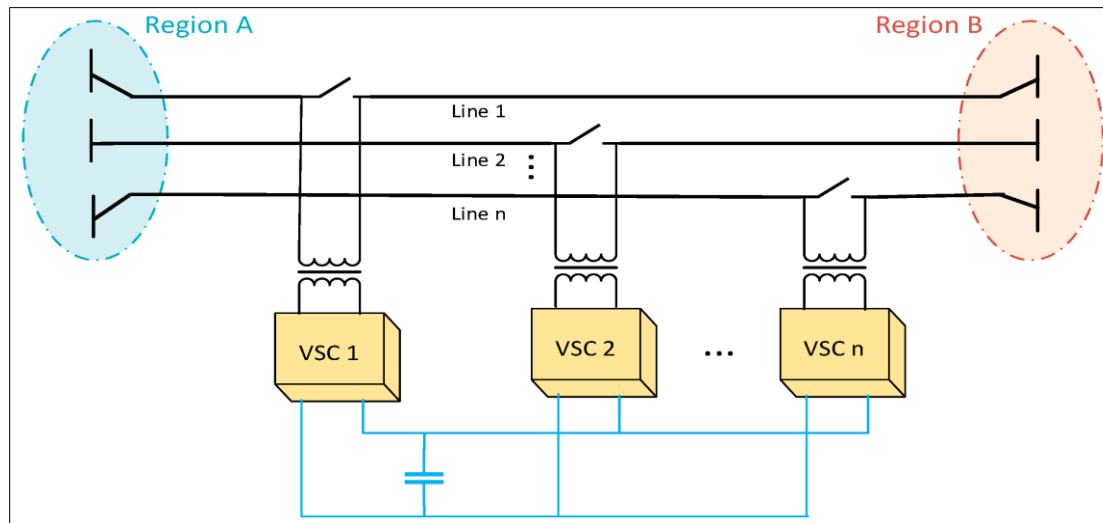 Region A
Region B
Line 1
Line 2
⋮
Line n
VSC 1
VSC 2
...
VSC n